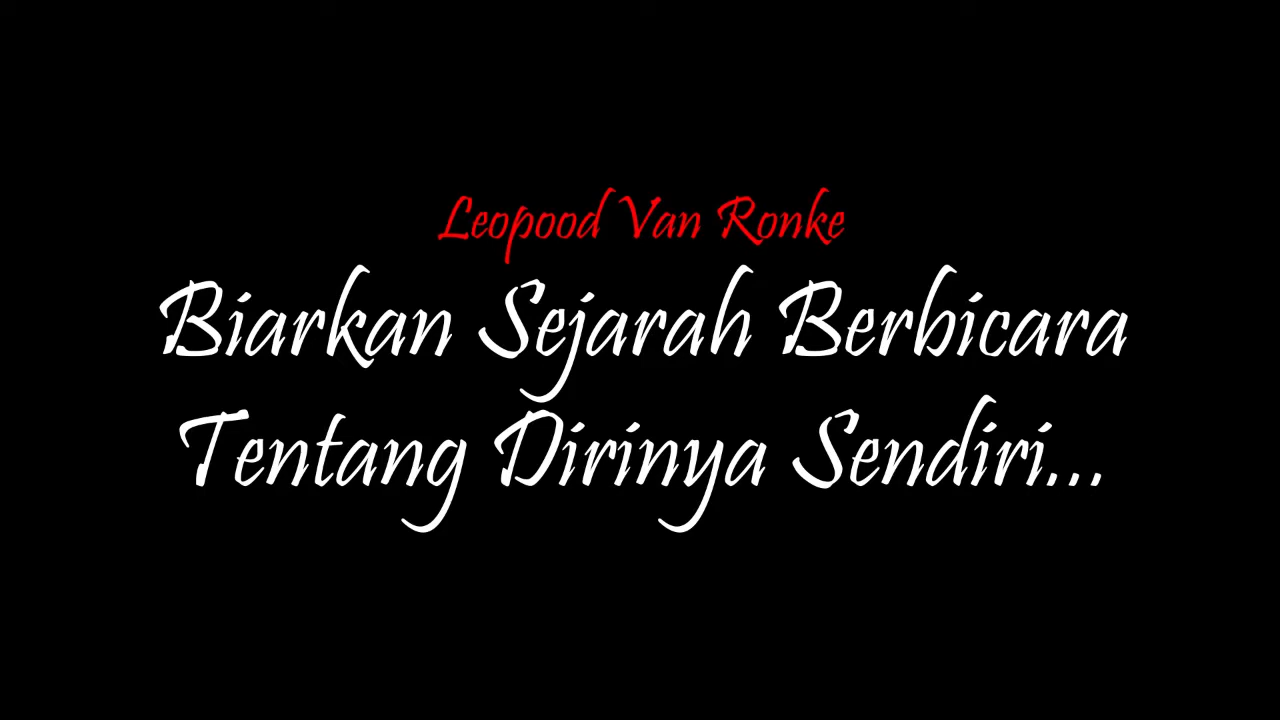 Leopood Van Ronke
Biarkan Sejarah Berbicara
Tentang Dirinya Sendiri...